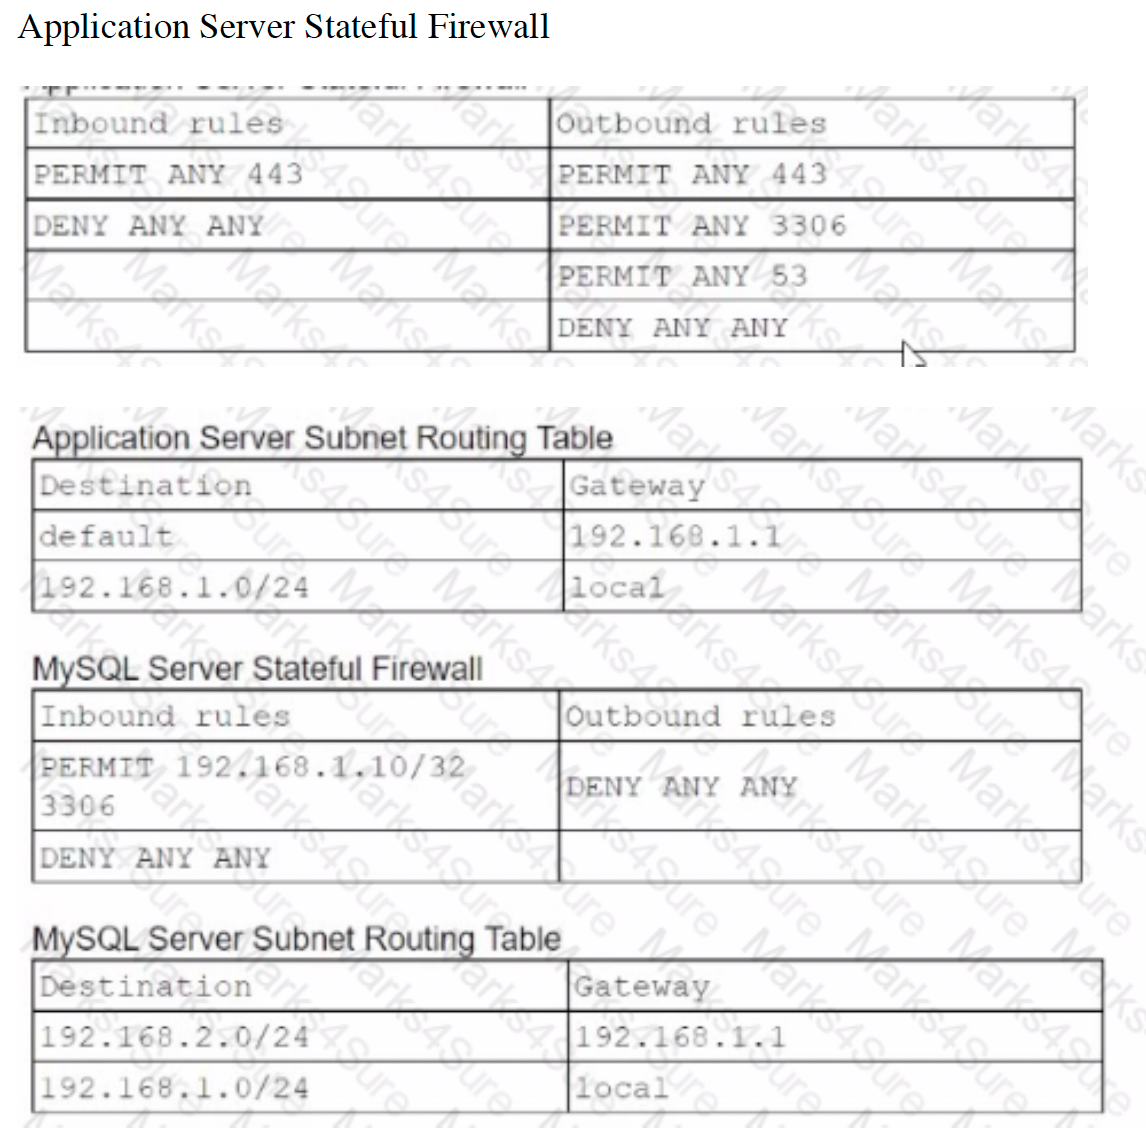 Application Server Stateful Firewall
Inbound rules Outbound rules
PERMIT ANY 443 PERMIT ANY 443
DENY ANY ANY PERMIT ANY 3306
PERMIT ANY 53
DENY ANY ANY
Application Server Subnet Routing Table
Destination Gateway
default 192.168.1.1
192.168.1.0/24 local
MySQL Server Stateful Firewall
Inbound rules Outbound rules
PERMIT 192.168.1.10/32
3306
DENY ANY ANY
DENY ANY ANY
MySQL Server Subnet Routing Table
Destination Gateway
192.168.2.0/24 192.168.1.1
192.168.1.0/24 local
Marks4Sure